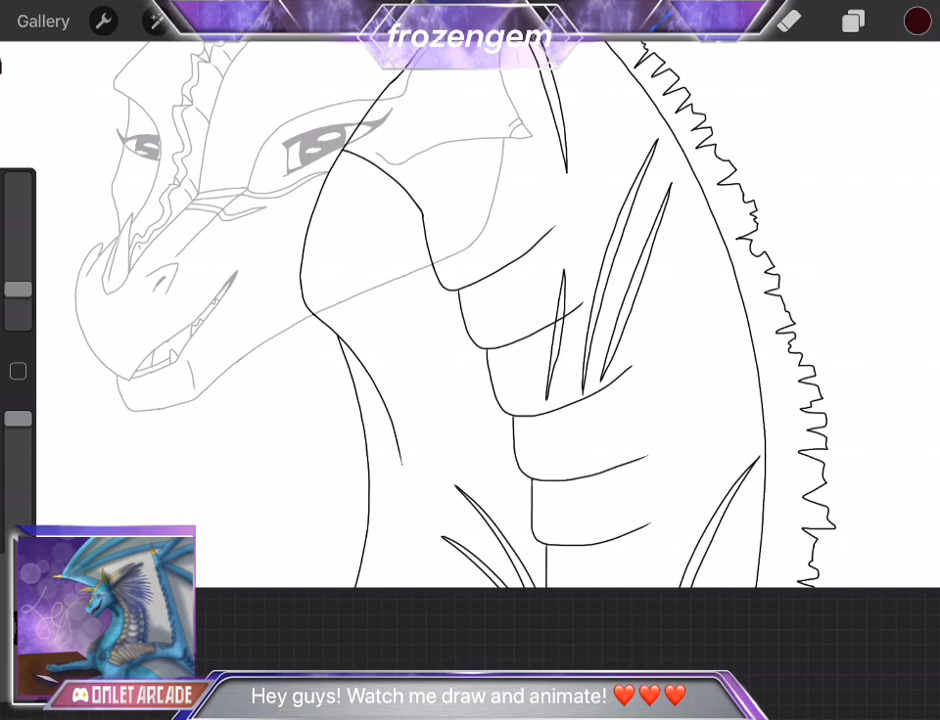 Gallery
frozengem
OMLET ARCADE
Hey guys! Watch me draw and animate! ❤️❤️❤️